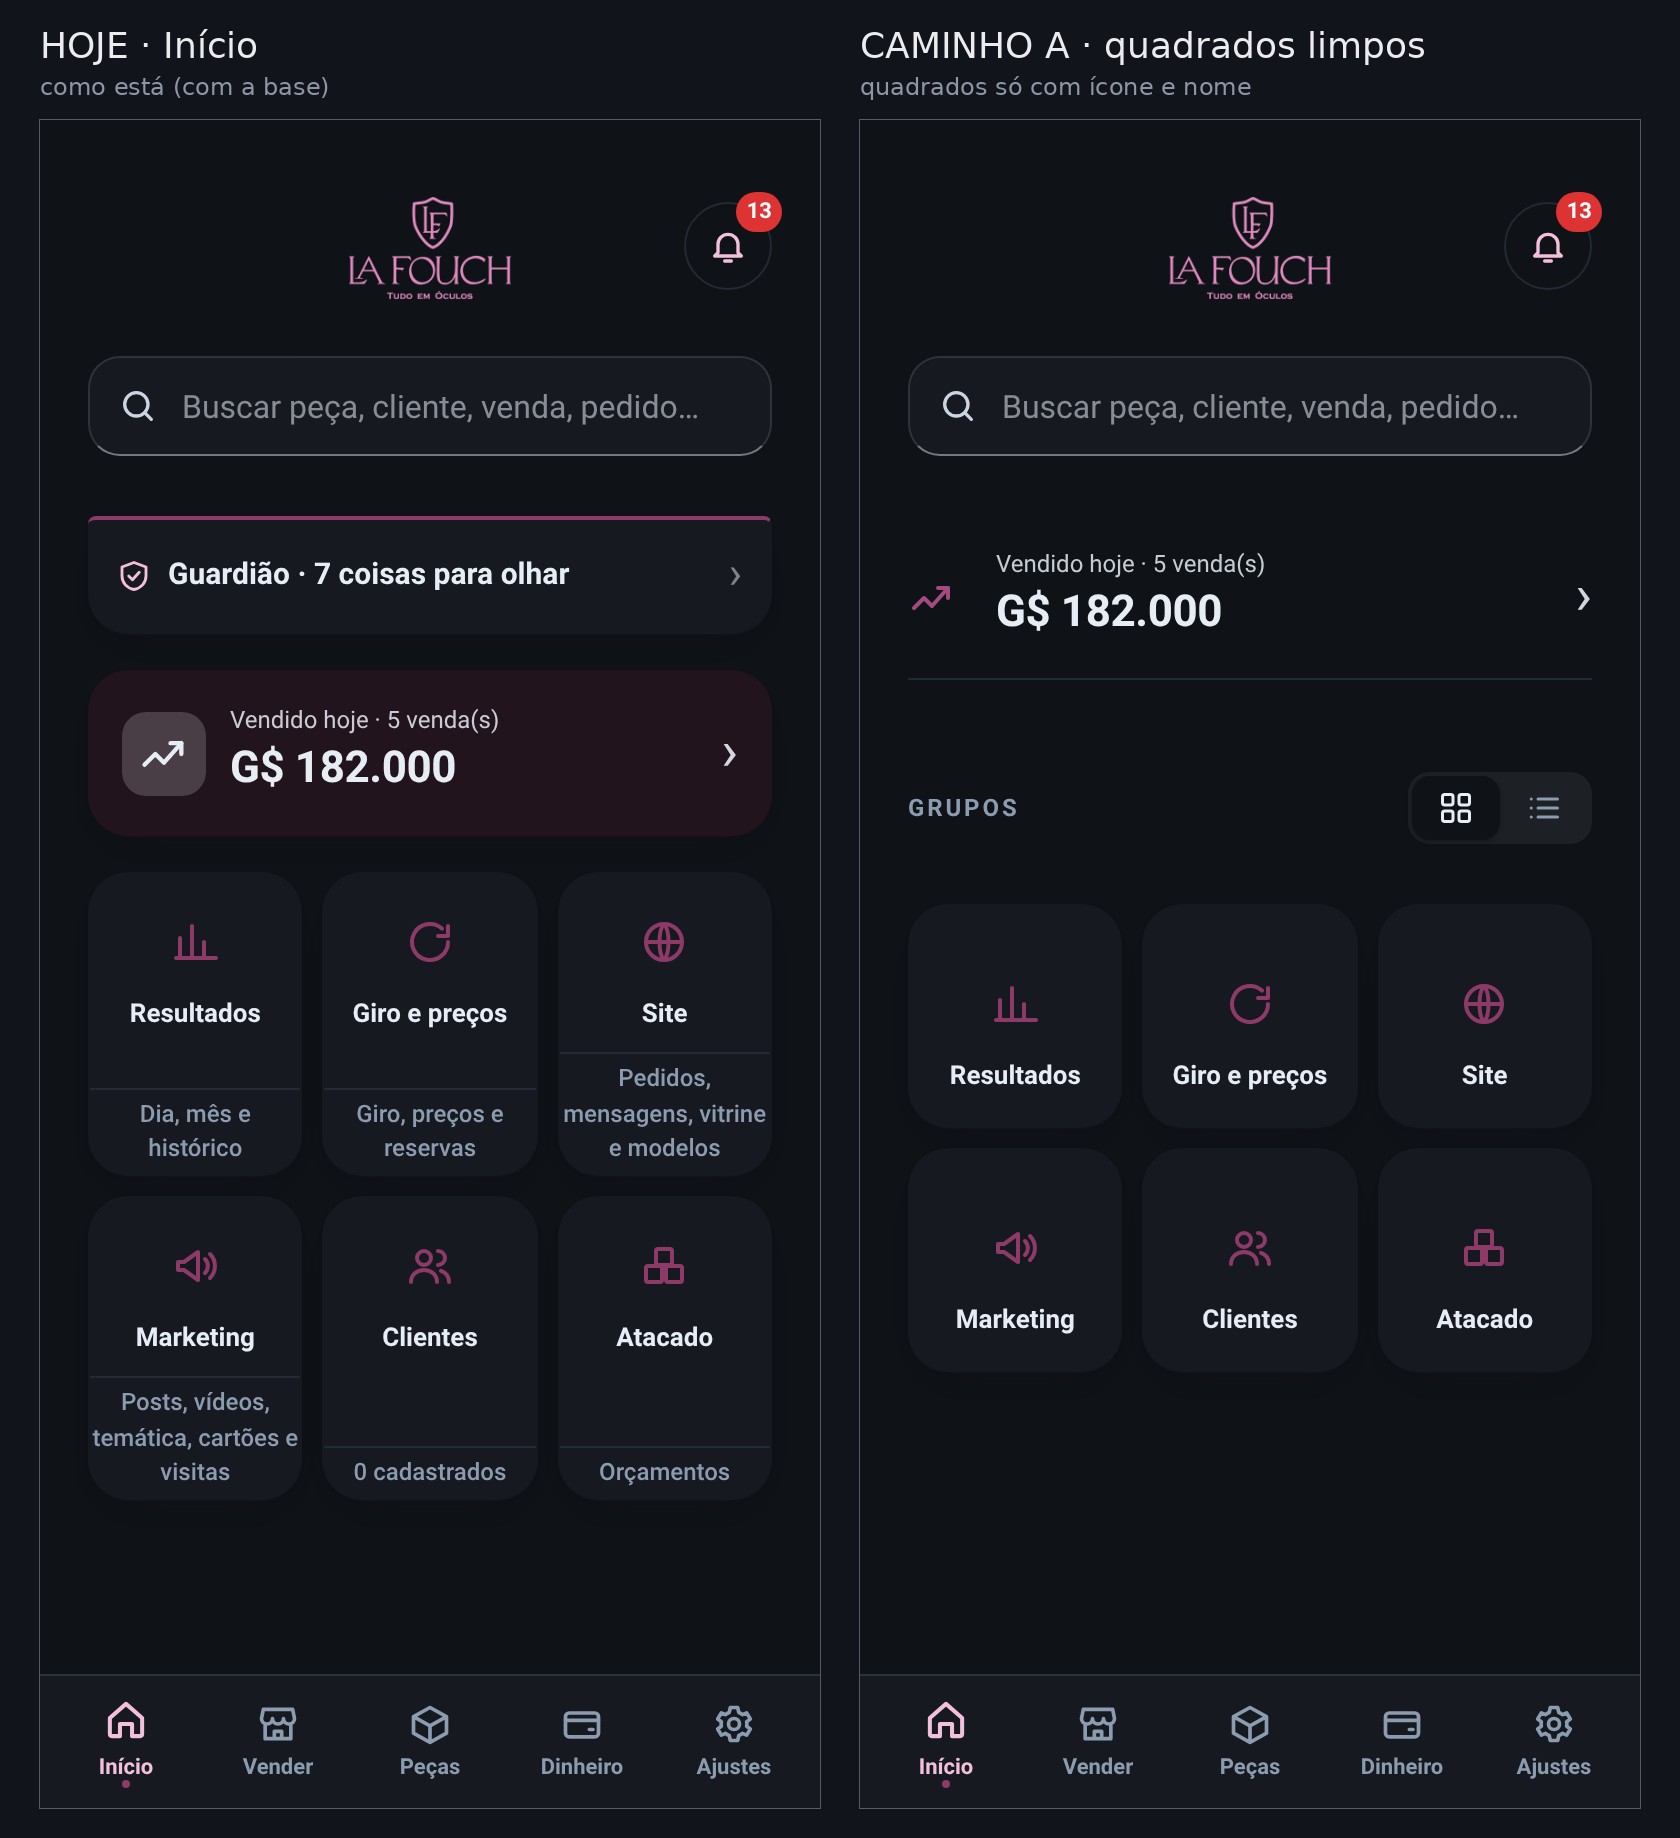 HOJE · Início
como está (com a base)
LF
LA FOUCH
TUDO EM ÓCULOS
13
Buscar peça, cliente, venda, pedido...
Guardião · 7 coisas para olhar
Vendido hoje · 5 venda(s)
G$ 182.000
Resultados
Giro e preços
Site
Dia, mês e
histórico
Giro, preços e
reservas
Pedidos,
mensagens, vitrine
e modelos
Marketing
Clientes
Atacado
Posts, vídeos,
temática, cartões e
visitas
0 cadastrados
Orçamentos
Início
Vender
Peças
Dinheiro
Ajustes
CAMINHO A · quadrados limpos
quadrados só com ícone e nome
LF
LA FOUCH
TUDO EM ÓCULOS
13
Buscar peça, cliente, venda, pedido...
Vendido hoje · 5 venda(s)
G$ 182.000
GRUPOS
Resultados
Giro e preços
Site
Marketing
Clientes
Atacado
Início
Vender
Peças
Dinheiro
Ajustes